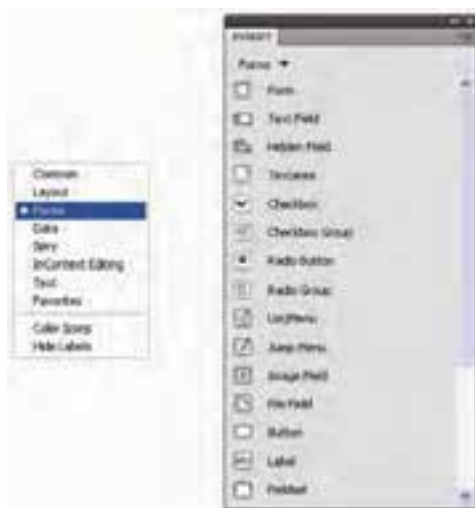 Common
Layout
Forms
Data
Spry
InContext Editing
Text
Favorites
Color Icons
Hide Labels
INSERT
Forms
Form
Text Field
Hidden Field
Textarea
Checkbox
Checkbox Group
Radio Button
Radio Group
List/Menu
Jump Menu
Image Field
File Field
Button
Label
Fieldset